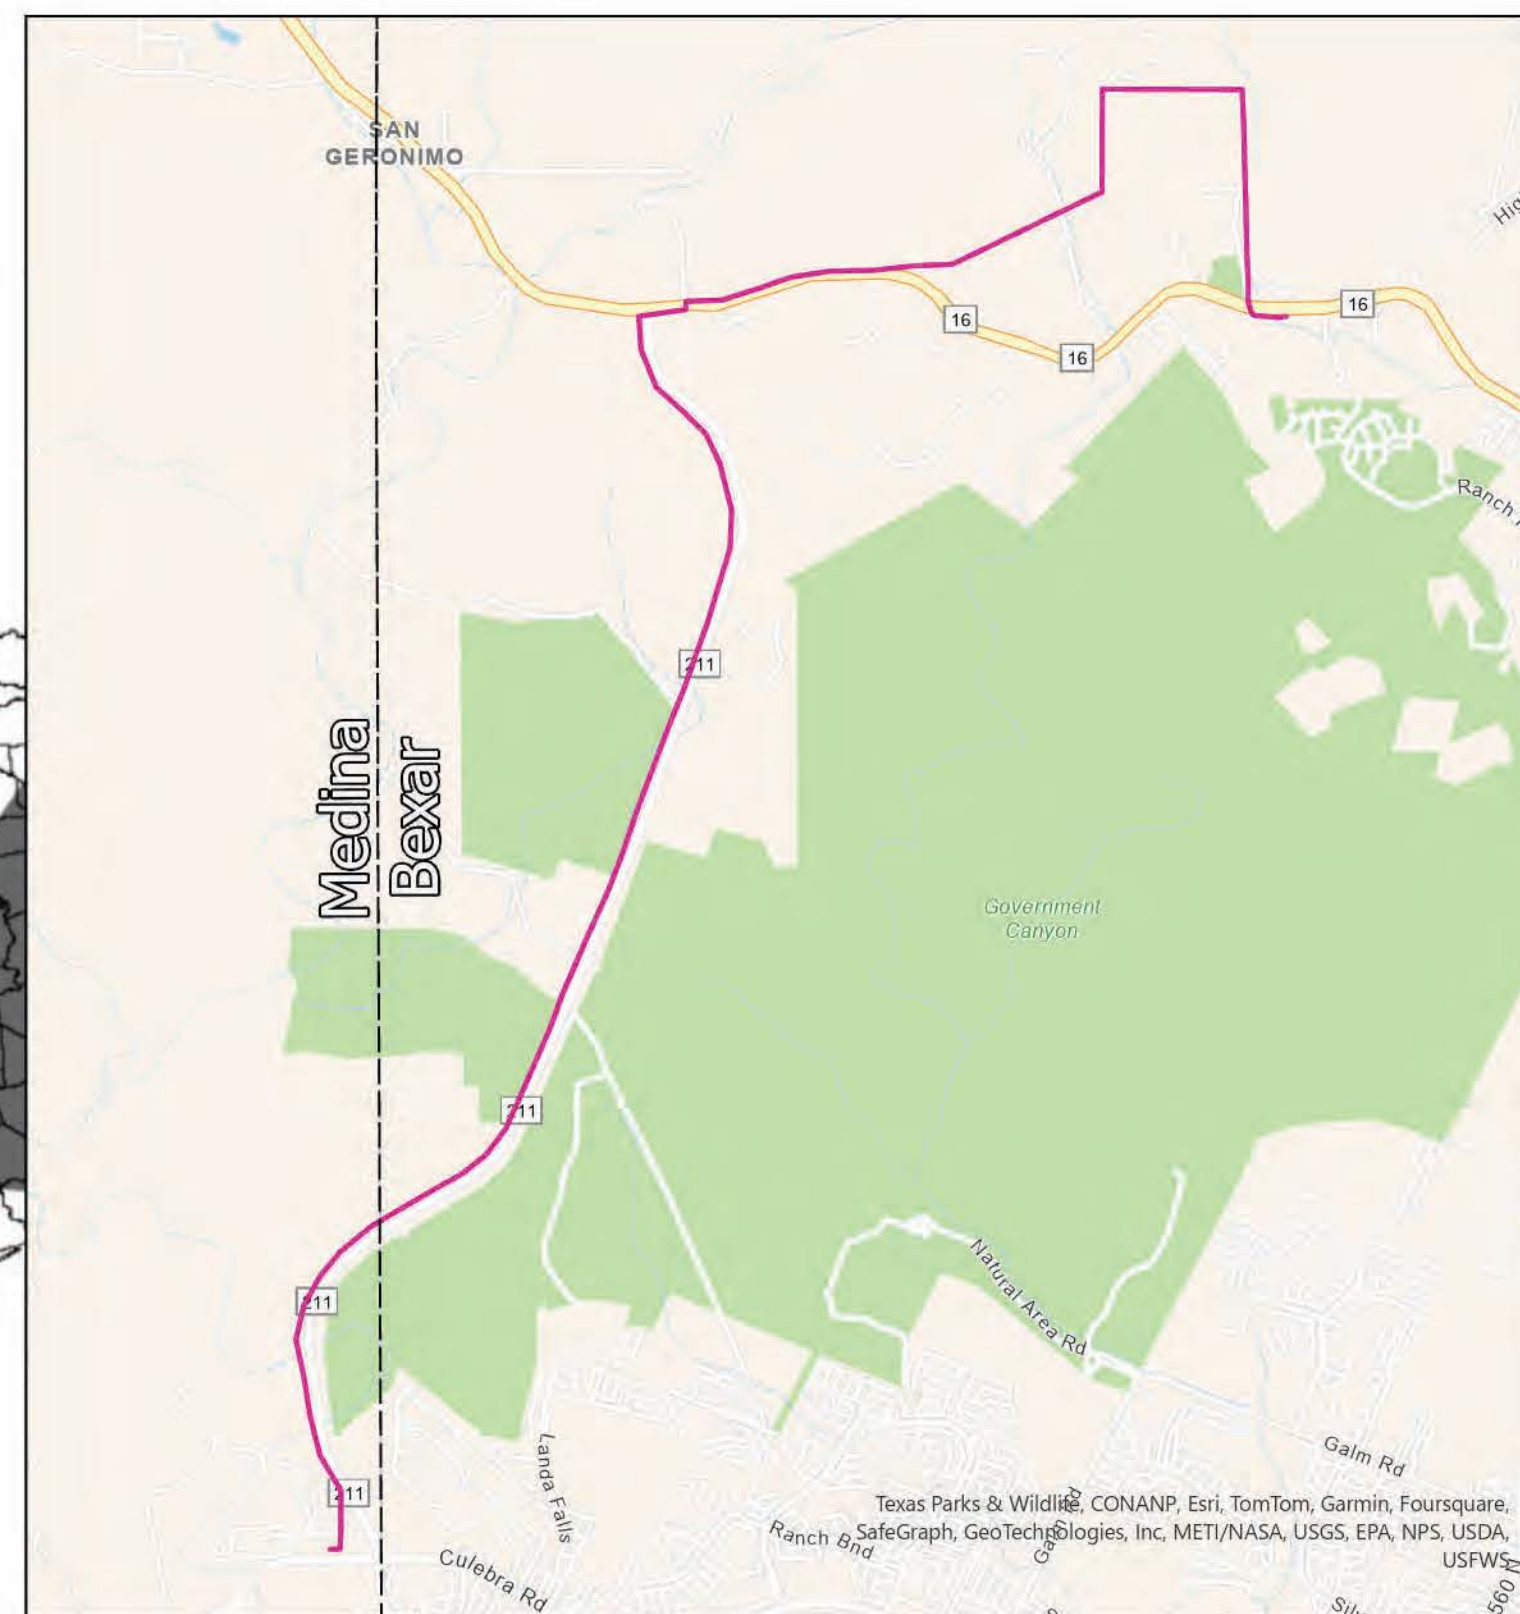 SAN
GERONIMO
16
16
16
211
Medina
Bexar
Government
Canyon
211
Natural Area Rd
211
Galm Rd
211
Landa Falls
Ranch Bnd
Culebra Rd
Texas Parks & Wildlife, CONANP, Esri, TomTom, Garmin, Foursquare,
SafeGraph, GeoTechnologies, Inc, METI/NASA, USGS, EPA, NPS, USDA,
USFWS
Ranch